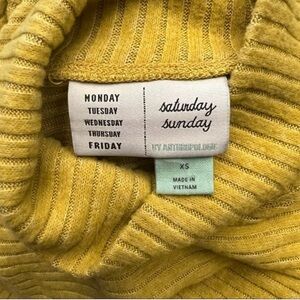 MONDAY
TUESDAY
WEDNESDAY
THURSDAY
FRIDAY
saturday
sunday
BY ANTHROPOLOGIE
XS
MADE IN
VIETNAM